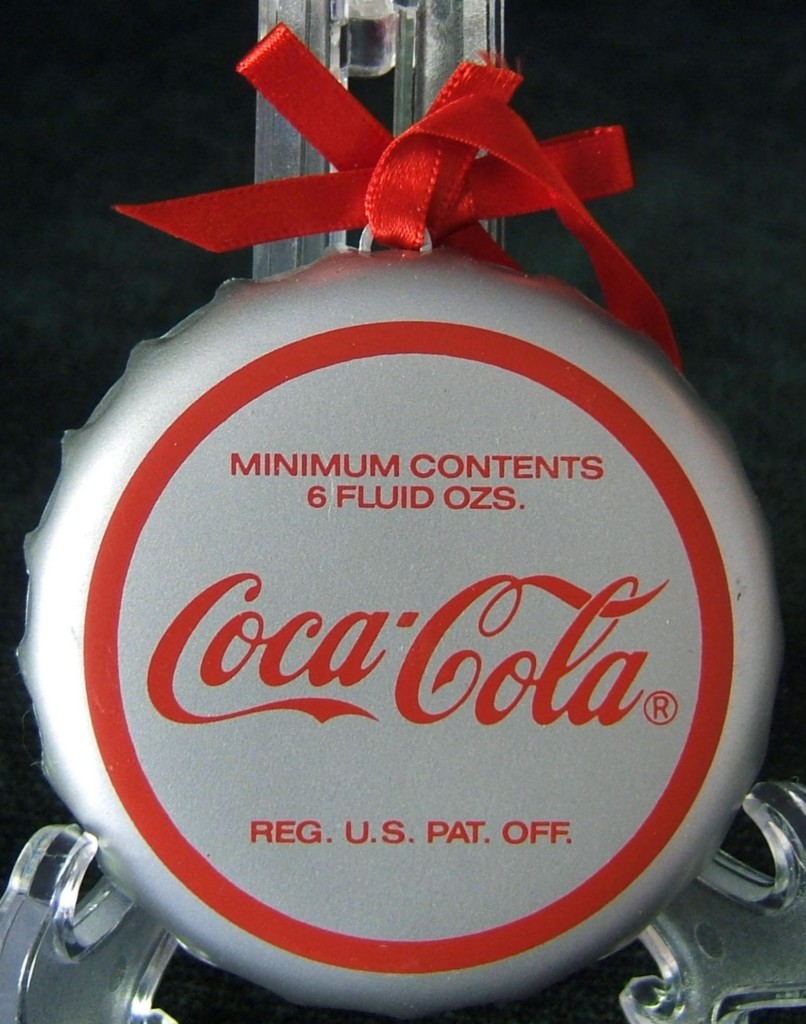 MINIMUM CONTENTS
6 FLUID OZS.
Coca-Cola®
REG. U.S. PAT. OFF.